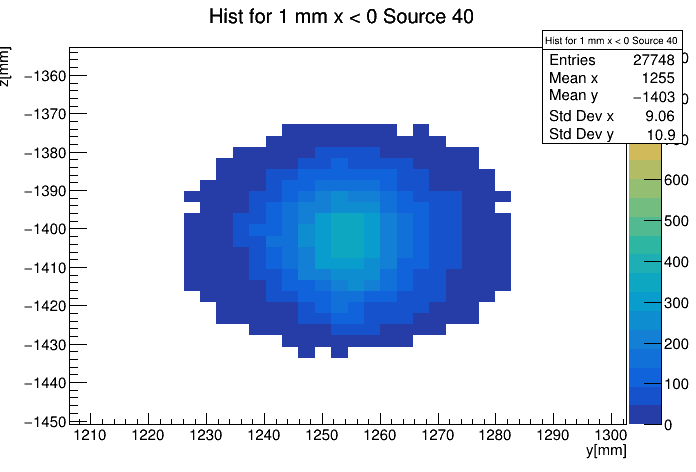 Hist for 1 mm x < 0 Source 40
Hist for 1 mm x < 0 Source 40
Entries 27748
Mean x 1255
Mean y −1403
Std Dev x 9.06
Std Dev y 10.9
z[mm]
−1360
−1370
−1380
−1390
−1400
−1410
−1420
−1430
−1440
−1450
1210 1220 1230 1240 1250 1260 1270 1280 1290 1300
y[mm]
700
600
500
400
300
200
100
0